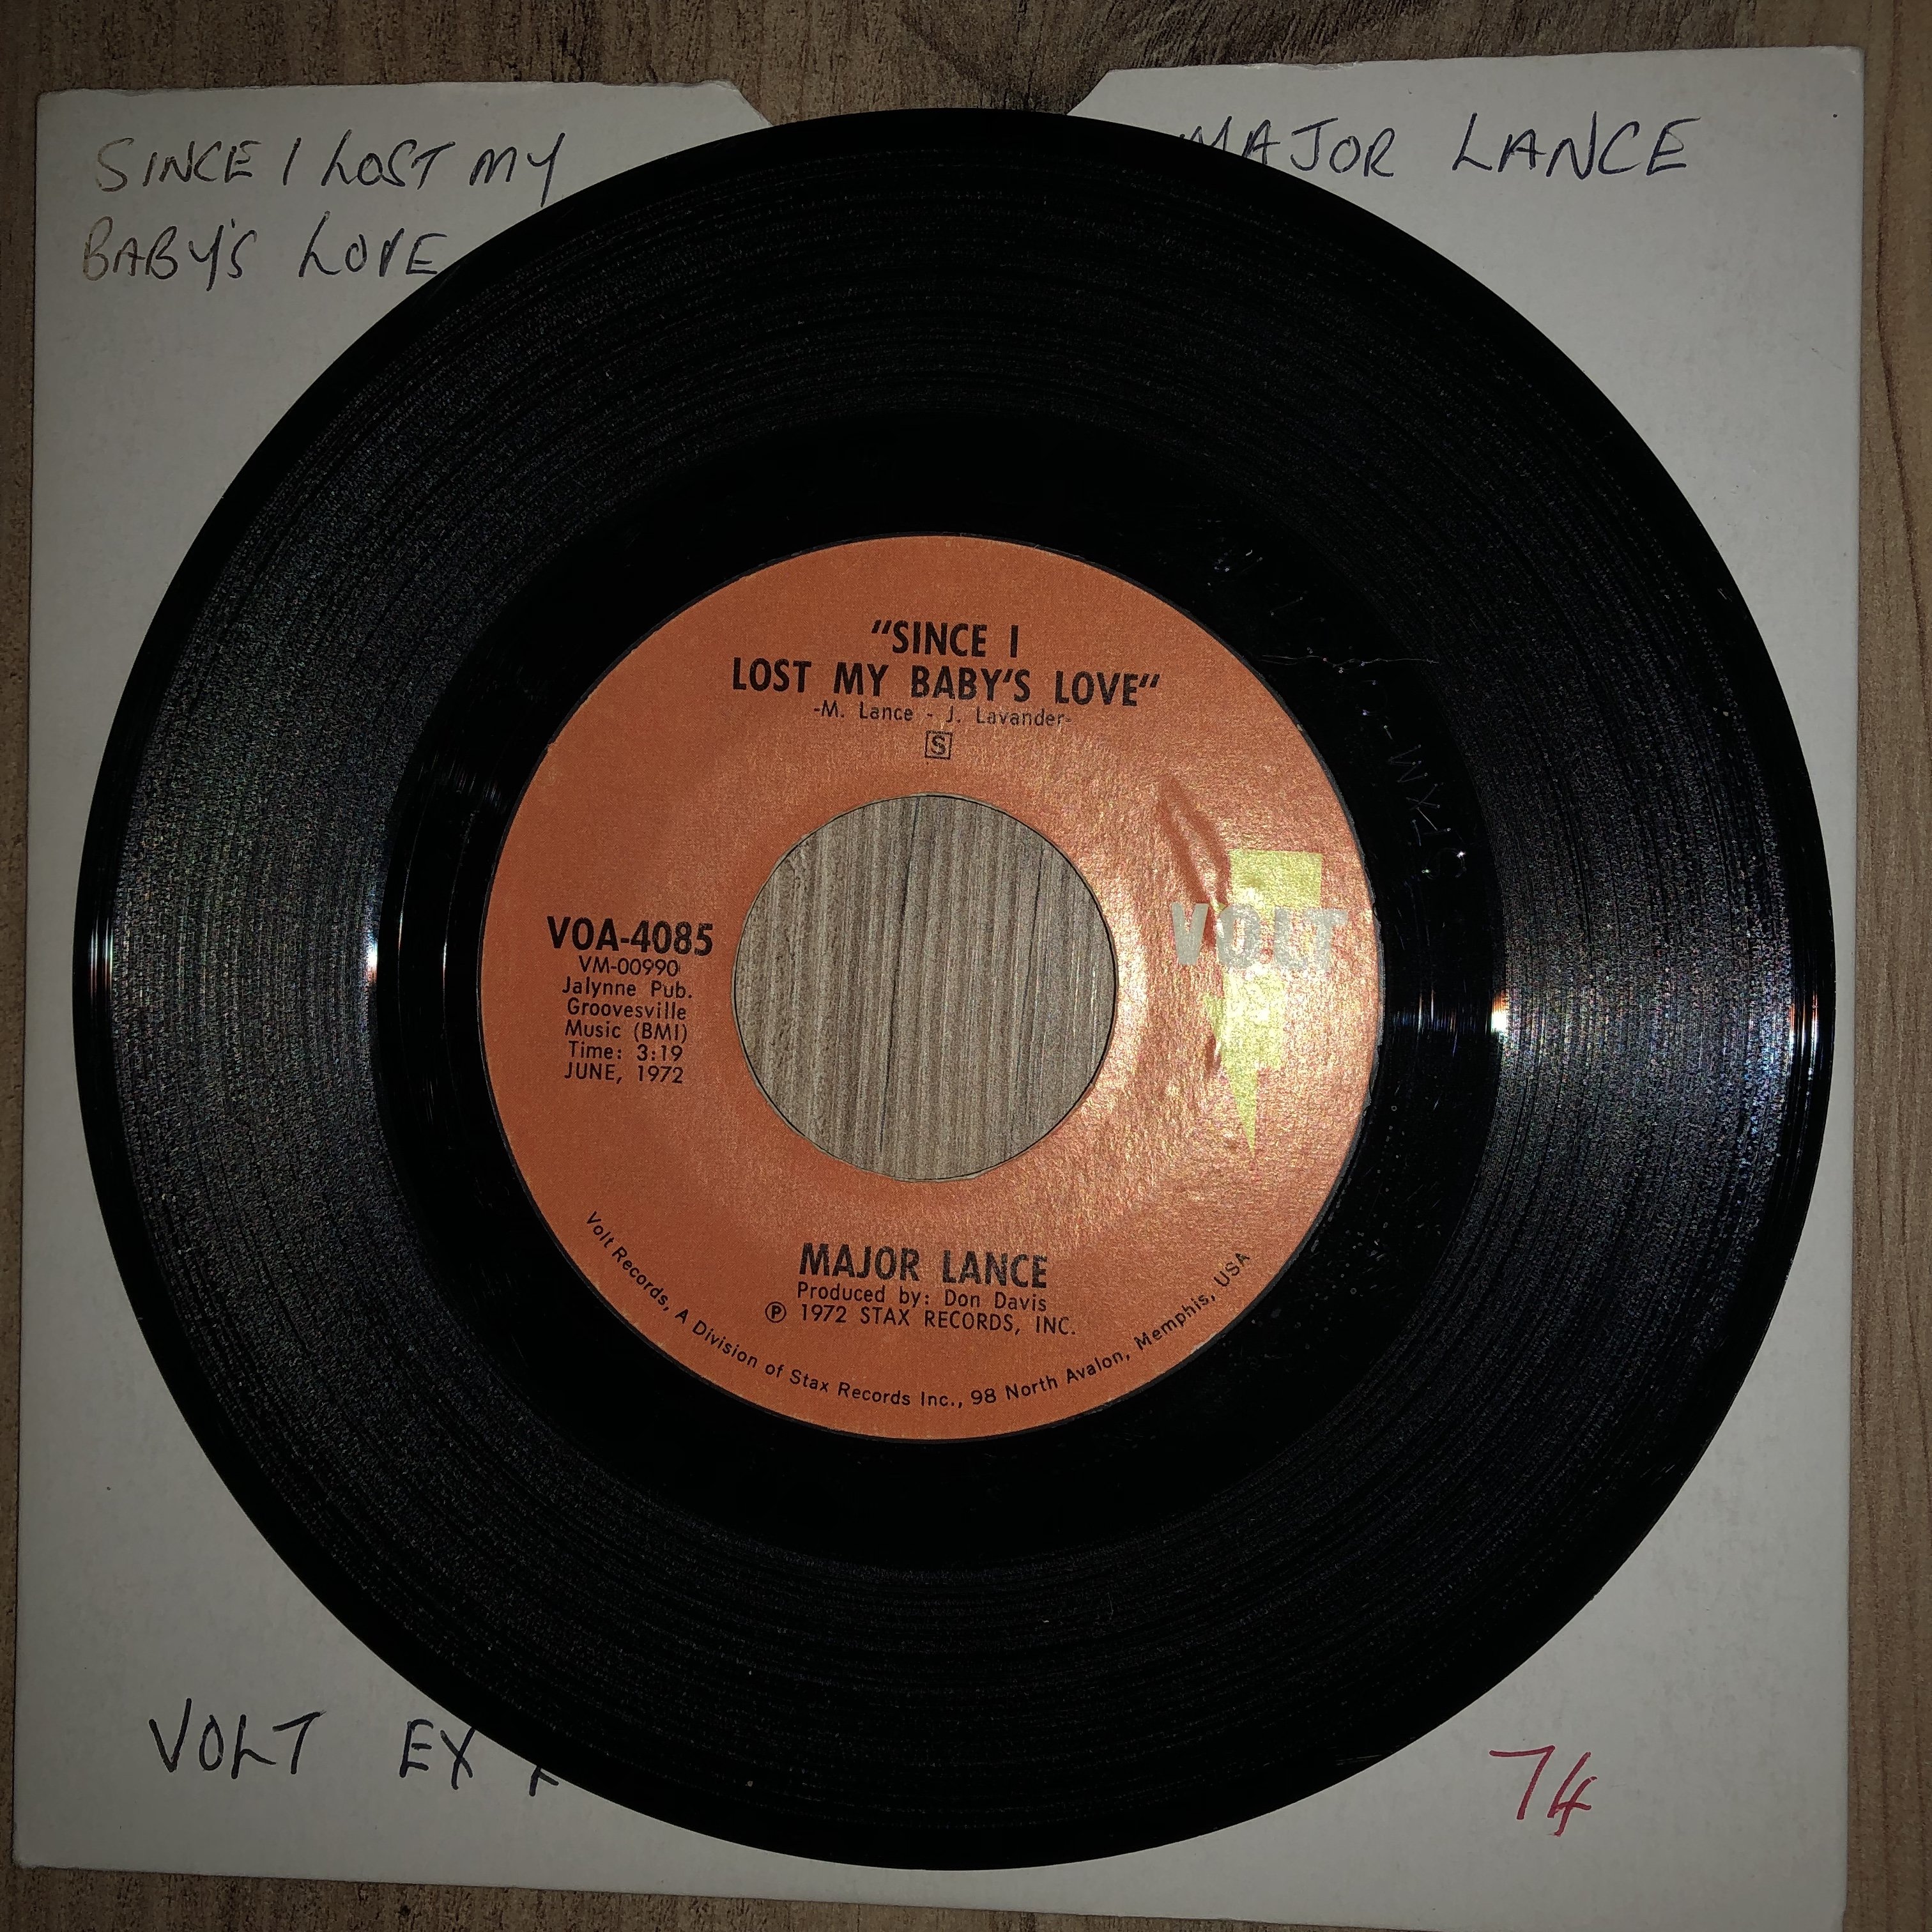 SINCE I LOST MY
BABY'S LOVE
MAJOR LANCE
"SINCE I
LOST MY BABY'S LOVE"
-M. Lance - J. Lavander-
S
VOA-4085
VM-00990
Jalynne Pub.
Groovesville
Music (BMI)
Time: 3:19
JUNE, 1972
VOLT
MAJOR LANCE
Produced by: Don Davis
℗ 1972 STAX RECORDS, INC.
Volt Records, A Division of Stax Records Inc., 98 North Avalon, Memphis, USA
VOLT EX
74